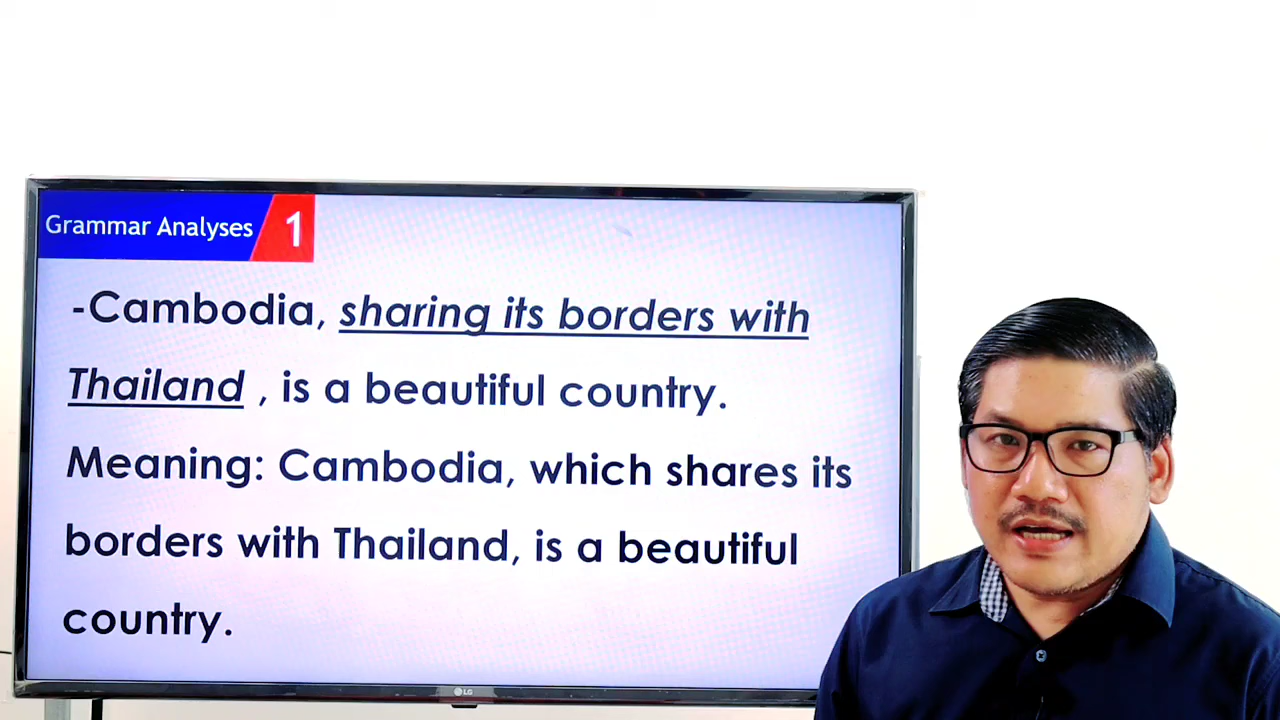 Grammar Analyses 1
-Cambodia, sharing its borders with
Thailand , is a beautiful country.
Meaning: Cambodia, which shares its
borders with Thailand, is a beautiful
country.
LG